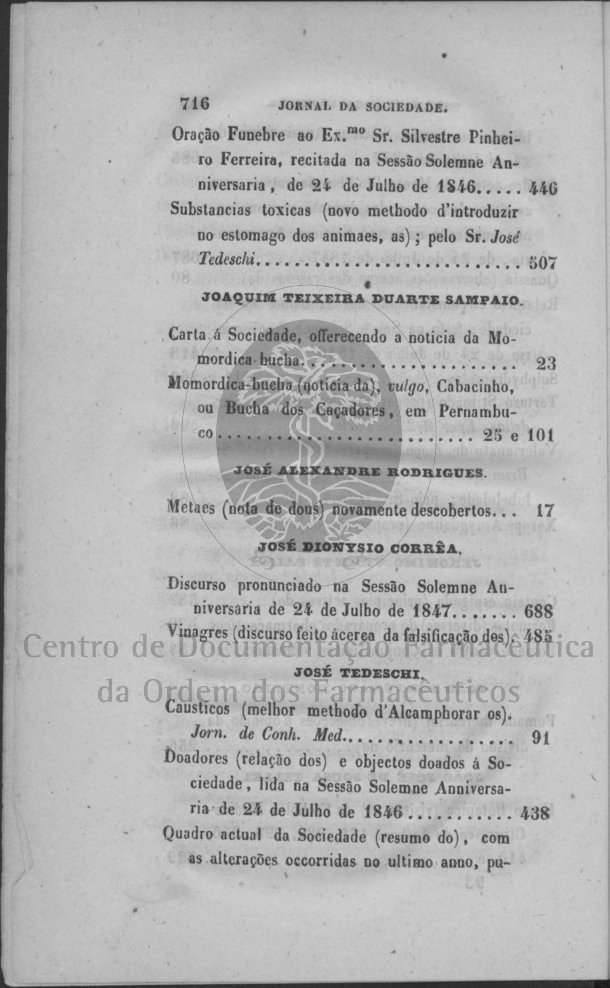 716 JORNAL DA SOCIEDADE.
Oração Funebre ao Ex.mo Sr. Silvestre Pinhei-
ro Ferreira, recitada na Sessão Solemne An-
niversaria, de 24 de Julho de 1846..... 446
Substancias toxicas (novo methodo d'introduzir
no estomago dos animaes, as); pelo Sr. José
Tedeschi.............................. 507
JOAQUIM TEIXEIRA DUARTE SAMPAIO.
Carta á Sociedade, offerecendo a noticia da Mo-
mordica-bucha........................ 23
Momordica-bucha (noticia da), vulgo, Cabacinho,
ou Bucha dos Caçadores, em Pernambu-
co............................ 25 e 101
JOSÉ ALEXANDRE RODRIGUES.
Metaes (nota de dous) novamente descobertos... 17
JOSÉ DIONYSIO CORRÊA.
Discurso pronunciado na Sessão Solemne An-
niversaria de 24 de Julho de 1847....... 688
Vinagres (discurso feito ácerca da falsificação dos). 485
Centro de Documentação Farmacêutica
JOSÉ TEDESCHI.
da Ordem dos Farmacêuticos
Causticos (melhor methodo d'Alcamphorar os).
Jorn. de Conh. Med................... 91
Doadores (relação dos) e objectos doados á So-
ciedade, lida na Sessão Solemne Anniversa-
ria de 24 de Julho de 1846........... 438
Quadro actual da Sociedade (resumo do), com
as alterações occorridas no ultimo anno, pu-